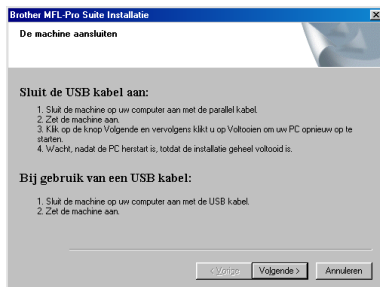 Brother MFL-Pro Suite Installatie
De machine aansluiten
Sluit de USB kabel aan:
1. Sluit de machine op uw computer aan met de parallel kabel.
2. Zet de machine aan.
3. Klik op de knop Volgende en vervolgens klikt u op Voltooien om uw PC opnieuw op te
starten.
4. Wacht, nadat de PC herstart is, totdat de installatie geheel voltooid is.
Bij gebruik van een USB kabel:
1. Sluit de machine op uw computer aan met de USB kabel.
2. Zet de machine aan.
< Vorige Volgende > Annuleren